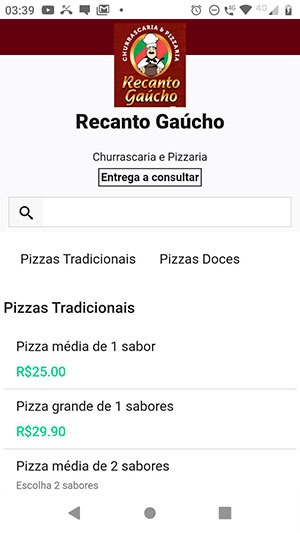 03:39
4G
4G
CHURRASCARIA & PIZZARIA
Recanto
Gaúcho
Recanto Gaúcho
Churrascaria e Pizzaria
Entrega a consultar
Pizzas Tradicionais Pizzas Doces
Pizzas Tradicionais
Pizza média de 1 sabor
R$25.00
Pizza grande de 1 sabores
R$29.90
Pizza média de 2 sabores
Escolha 2 sabores